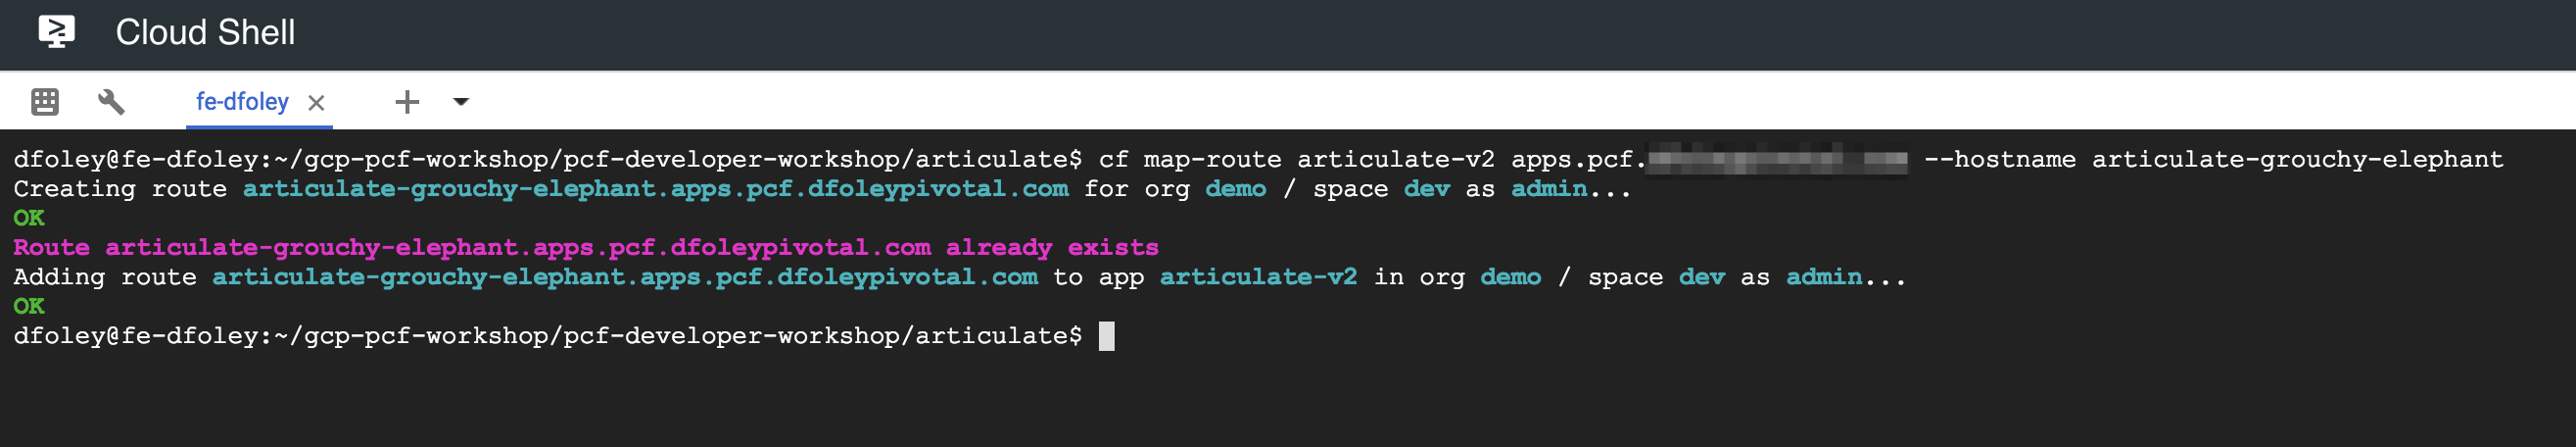 Cloud Shell
fe-dfoley
dfoley@fe-dfoley:~/gcp-pcf-workshop/pcf-developer-workshop/articulate$ cf map-route articulate-v2 apps.pcf. --hostname articulate-grouchy-elephant
Creating route articulate-grouchy-elephant.apps.pcf.dfoleypivotal.com for org demo / space dev as admin...
OK
Route articulate-grouchy-elephant.apps.pcf.dfoleypivotal.com already exists
Adding route articulate-grouchy-elephant.apps.pcf.dfoleypivotal.com to app articulate-v2 in org demo / space dev as admin...
OK
dfoley@fe-dfoley:~/gcp-pcf-workshop/pcf-developer-workshop/articulate$